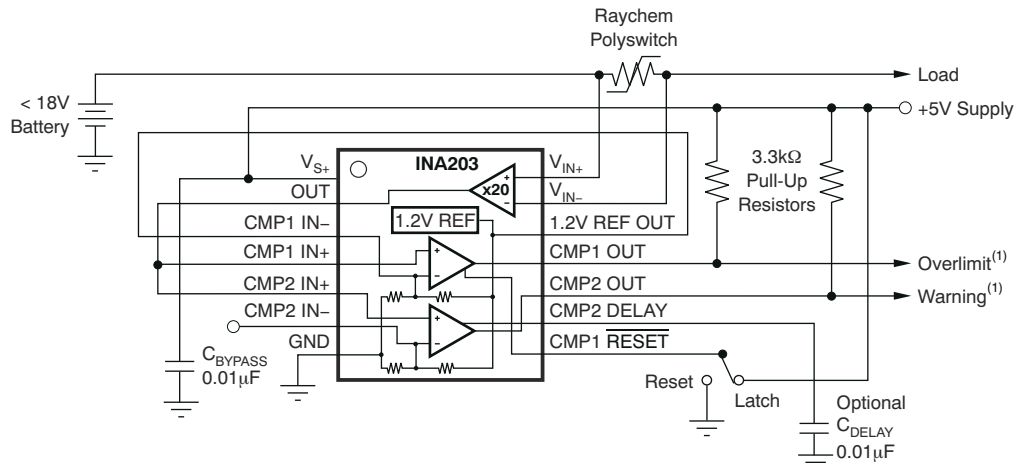 Raychem
Polyswitch
Load
< 18V
Battery
+5V Supply
INA203
VS+
VIN+
OUT
x20
VIN−
3.3kΩ
Pull-Up
Resistors
CMP1 IN−
1.2V REF
1.2V REF OUT
CMP1 IN+
CMP1 OUT
Overlimit(1)
CMP2 IN+
CMP2 OUT
Warning(1)
CMP2 IN−
CMP2 DELAY
GND
CMP1 RESET
CBYPASS
0.01μF
Reset
Latch
Optional
CDELAY
0.01μF